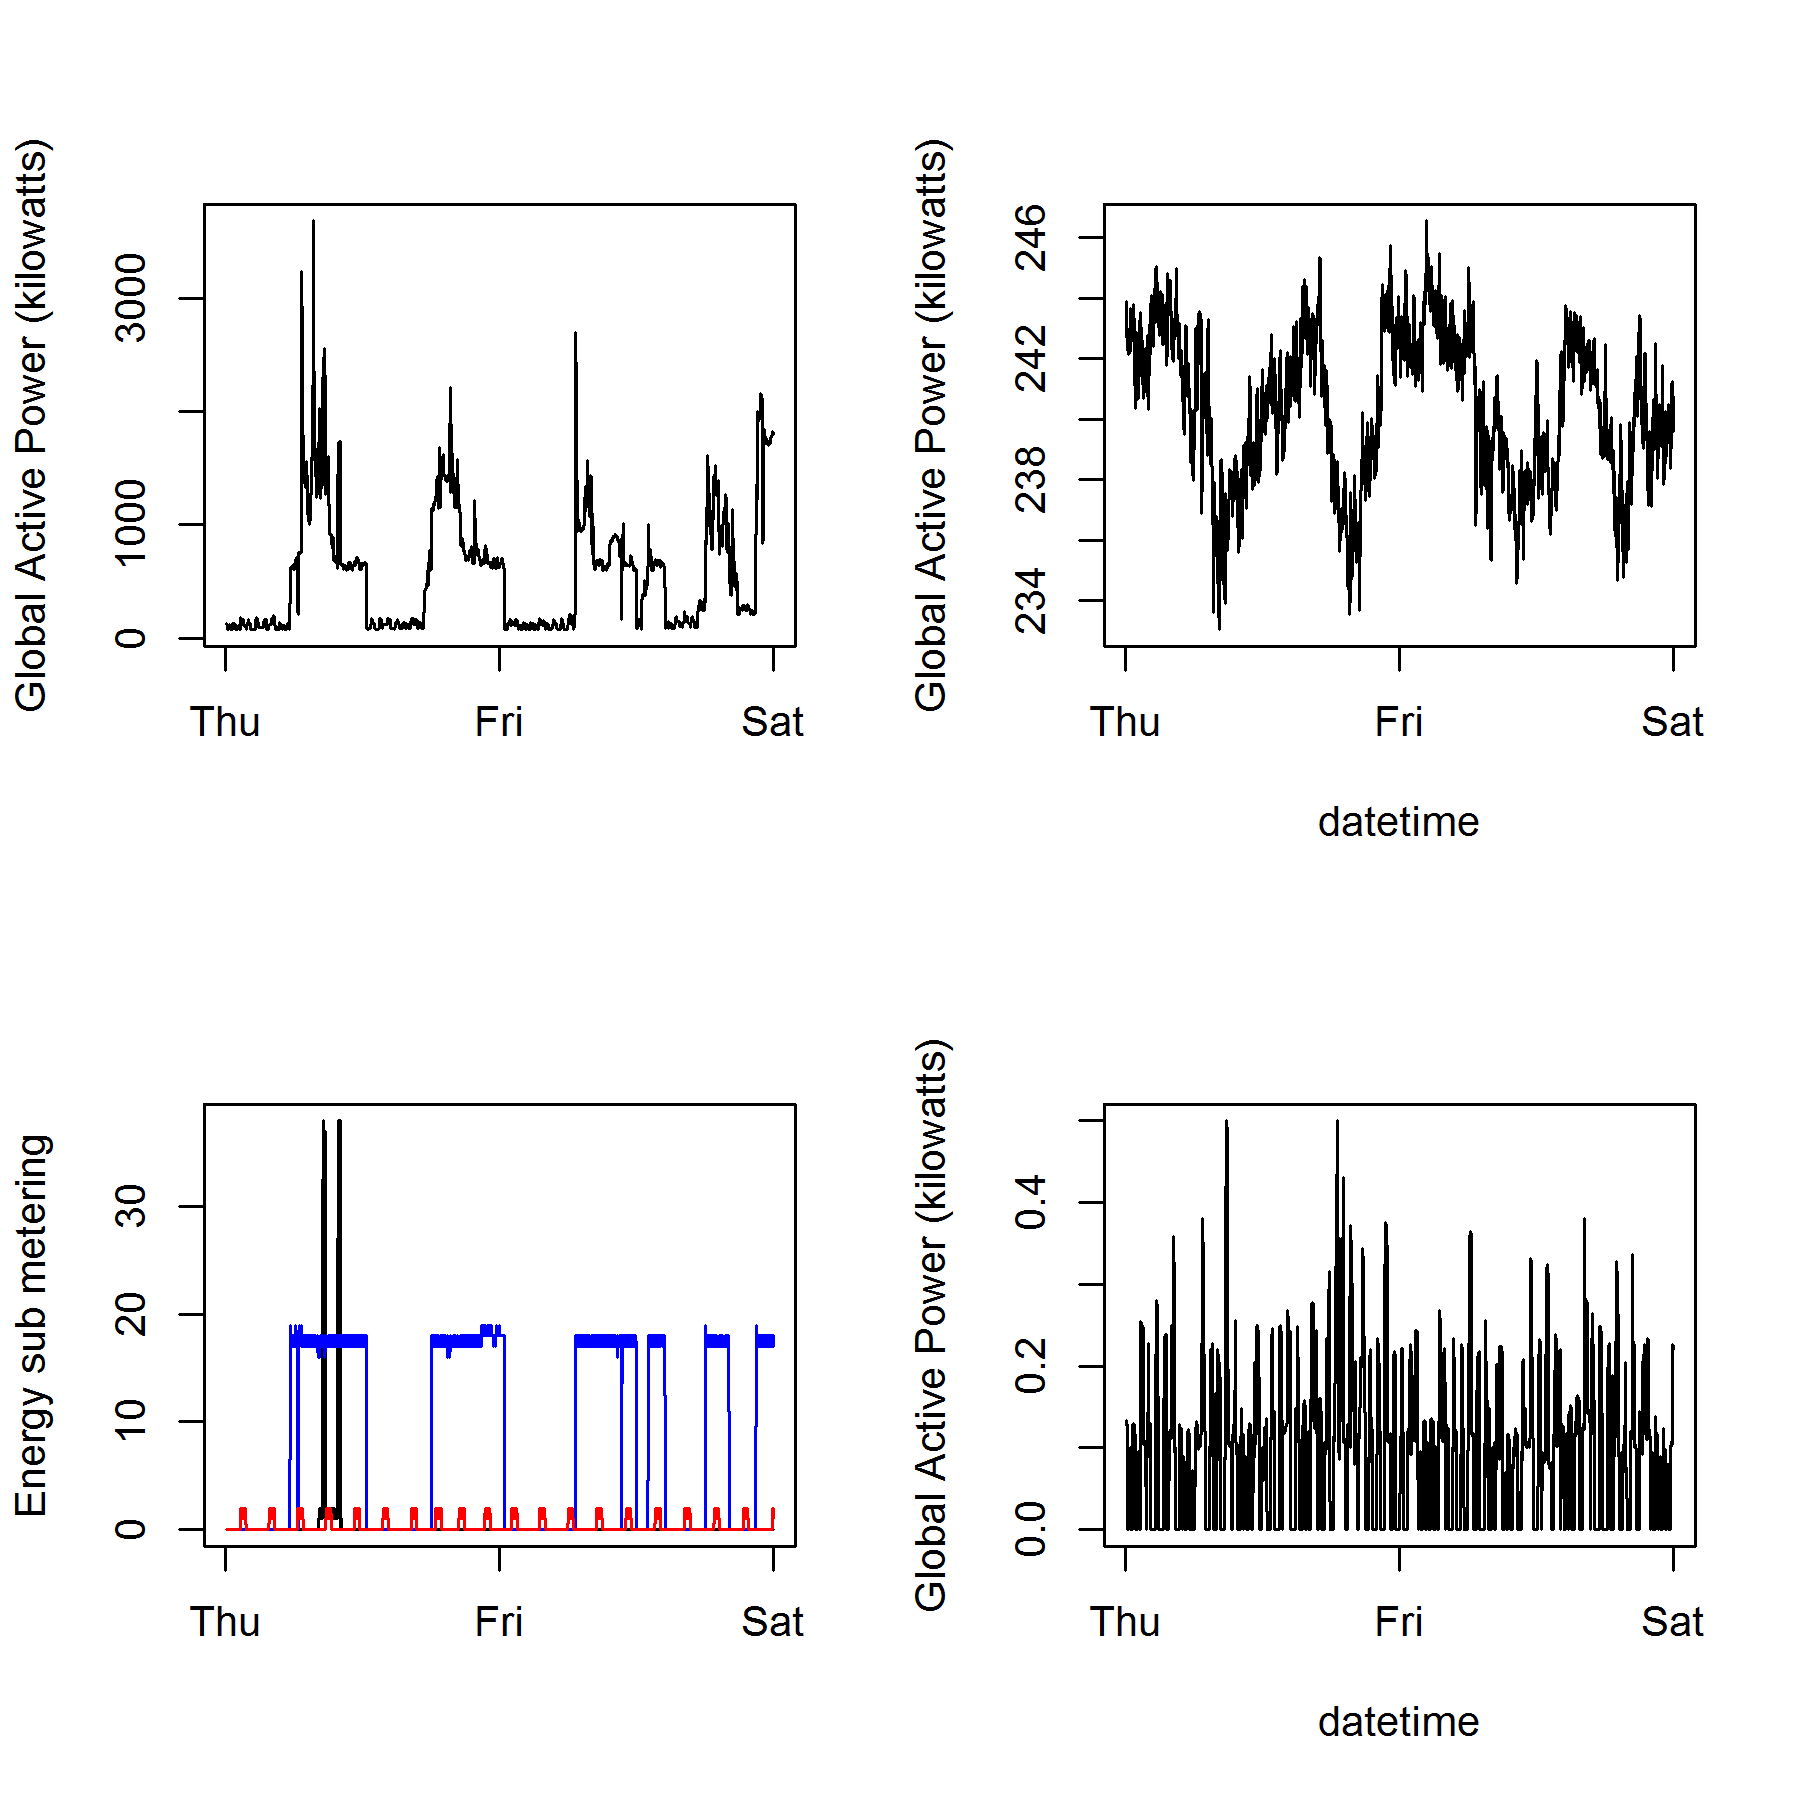 Global Active Power (kilowatts)
3000
1000
0
Thu Fri Sat
Global Active Power (kilowatts)
246
242
238
234
Thu Fri Sat
datetime
Energy sub metering
30
20
10
0
Thu Fri Sat
Global Active Power (kilowatts)
0.4
0.2
0.0
Thu Fri Sat
datetime